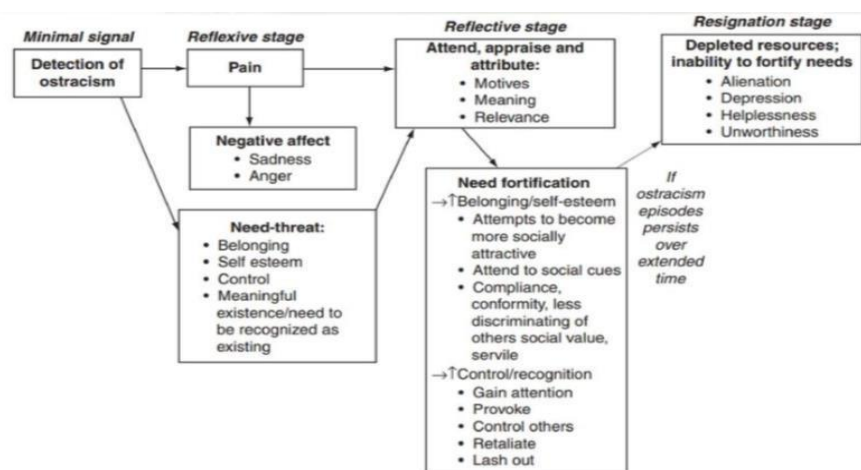 Minimal signal
Detection of
ostracism
Reflexive stage
Pain
Negative affect
• Sadness
• Anger
Need-threat:
• Belonging
• Self esteem
• Control
• Meaningful
existence/need to
be recognized as
existing
Reflective stage
Attend, appraise and
attribute:
• Motives
• Meaning
• Relevance
Need fortification
→↑Belonging/self-esteem
• Attempts to become
more socially
attractive
• Attend to social cues
• Compliance,
conformity, less
discriminating of
others social value,
servile
→↑Control/recognition
• Gain attention
• Provoke
• Control others
• Retaliate
• Lash out
If
ostracism
episodes
persists
over
extended
time
Resignation stage
Depleted resources;
inability to fortify needs
• Alienation
• Depression
• Helplessness
• Unworthiness